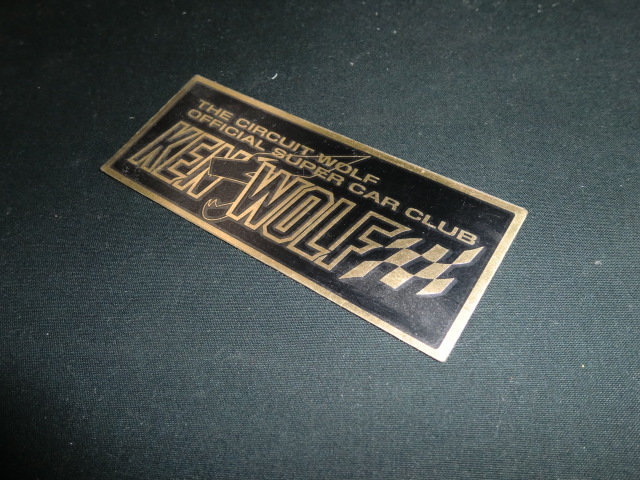 THE CIRCUIT WOLF
OFFICIAL SUPER CAR CLUB
KEN WOLF